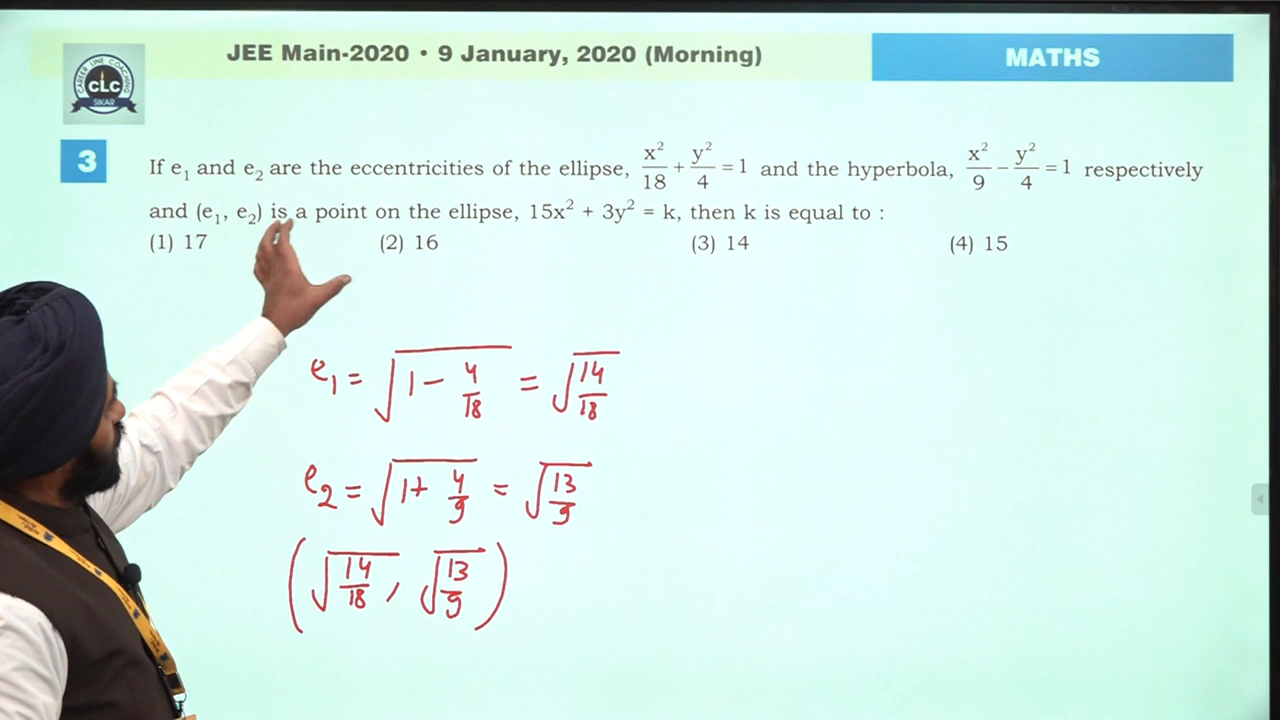 JEE Main-2020 • 9 January, 2020 (Morning)
MATHS
CAREER LINE COACHING
CLC
SIKAR
3
If e₁ and e₂ are the eccentricities of the ellipse, x²/18 + y²/4 = 1 and the hyperbola, x²/9 − y²/4 = 1 respectively
and (e₁, e₂) is a point on the ellipse, 15x² + 3y² = k, then k is equal to :
(1) 17 (2) 16 (3) 14 (4) 15
e₁ = √(1 − 4/18) = √(14/18)
e₂ = √(1 + 4/9) = √(13/9)
(√(14/18), √(13/9))